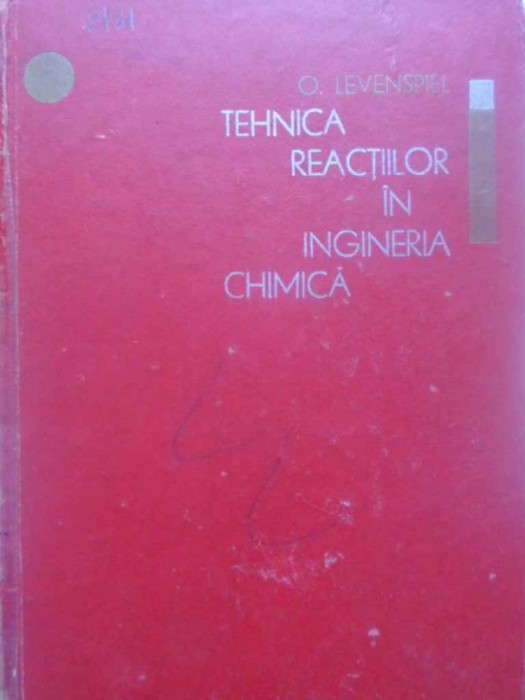 O. LEVENSPIEL
TEHNICA
REACȚIILOR
ÎN
INGINERIA
CHIMICĂ